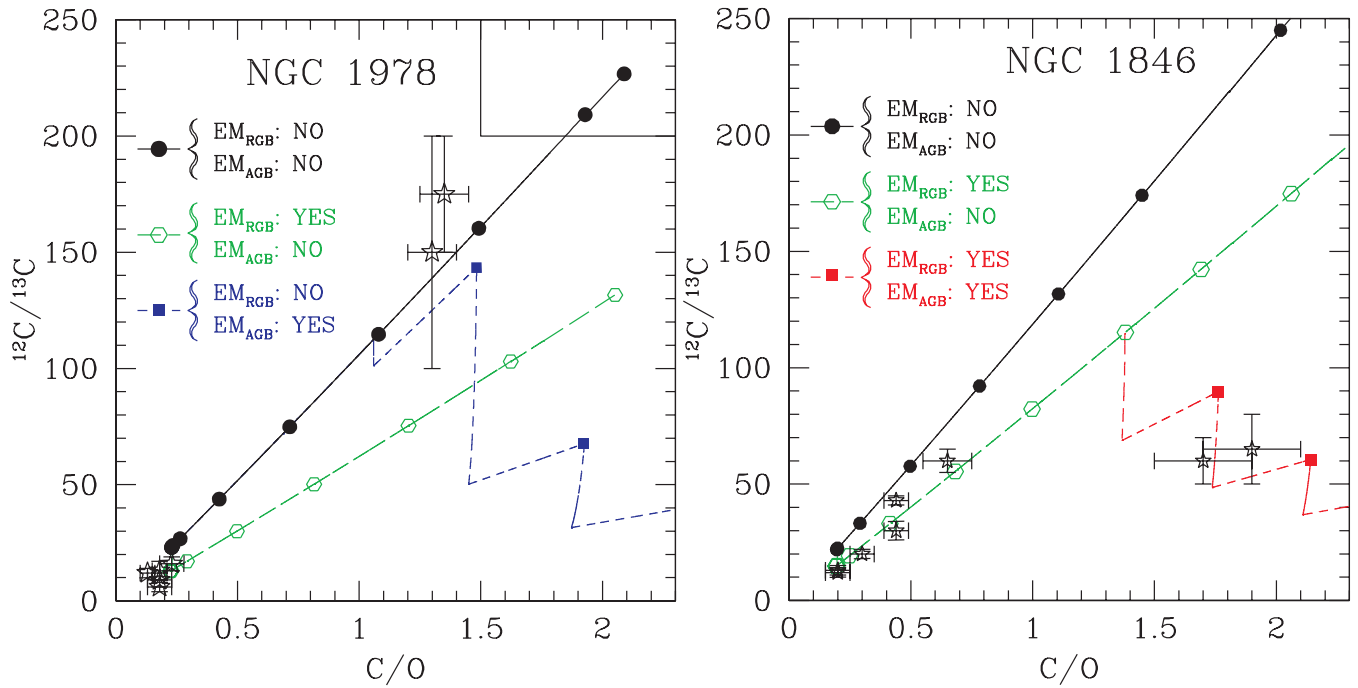 NGC 1978
EM_RGB: NO
EM_AGB: NO
EM_RGB: YES
EM_AGB: NO
EM_RGB: NO
EM_AGB: YES
250
200
150
100
50
0
¹²C/¹³C
0
0.5
1
1.5
2
C/O
NGC 1846
EM_RGB: NO
EM_AGB: NO
EM_RGB: YES
EM_AGB: NO
EM_RGB: YES
EM_AGB: YES
250
200
150
100
50
0
¹²C/¹³C
0
0.5
1
1.5
2
C/O